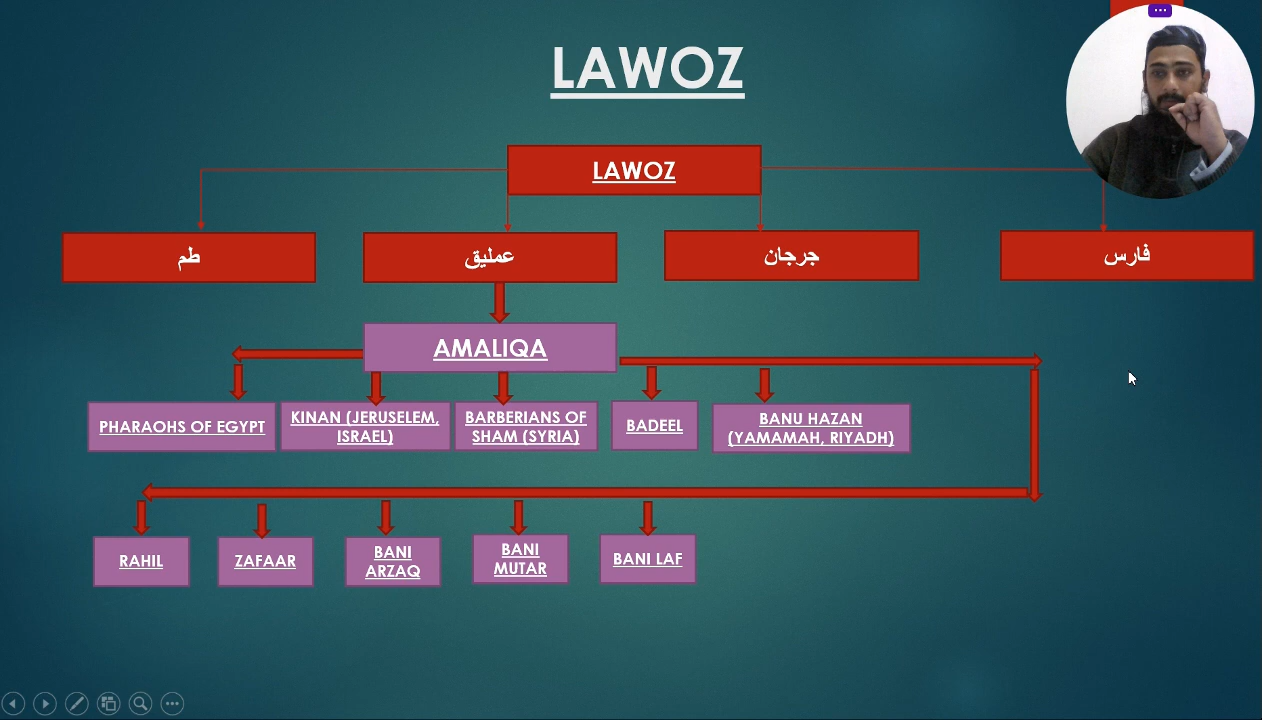 LAWOZ
LAWOZ
طم
عمليق
جرجان
فارس
AMALIQA
PHARAOHS OF EGYPT
KINAN (JERUSELEM,
ISRAEL)
BARBERIANS OF
SHAM (SYRIA)
BADEEL
BANU HAZAN
(YAMAMAH, RIYADH)
RAHIL
ZAFAAR
BANI
ARZAQ
BANI
MUTAR
BANI LAF